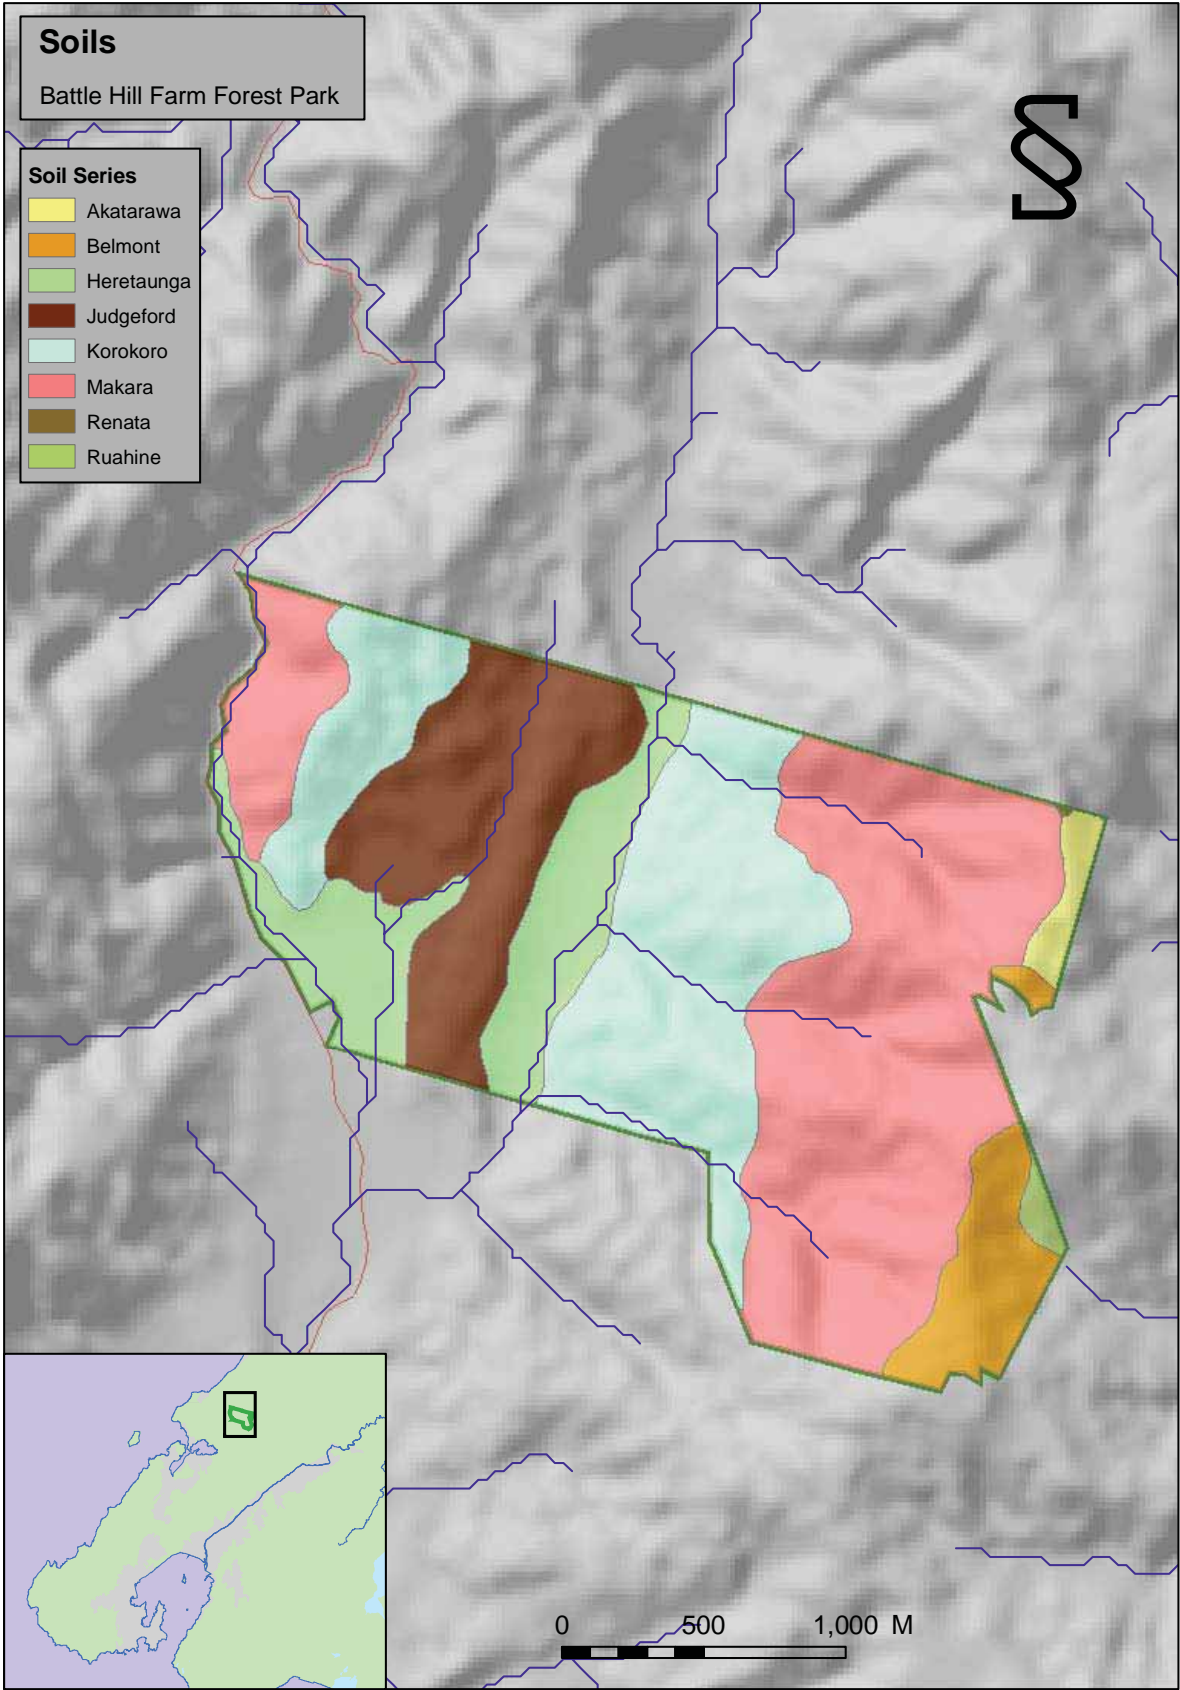 Soils
Battle Hill Farm Forest Park
§
Soil Series
Akatarawa
Belmont
Heretaunga
Judgeford
Korokoro
Makara
Renata
Ruahine
0 500 1,000 M